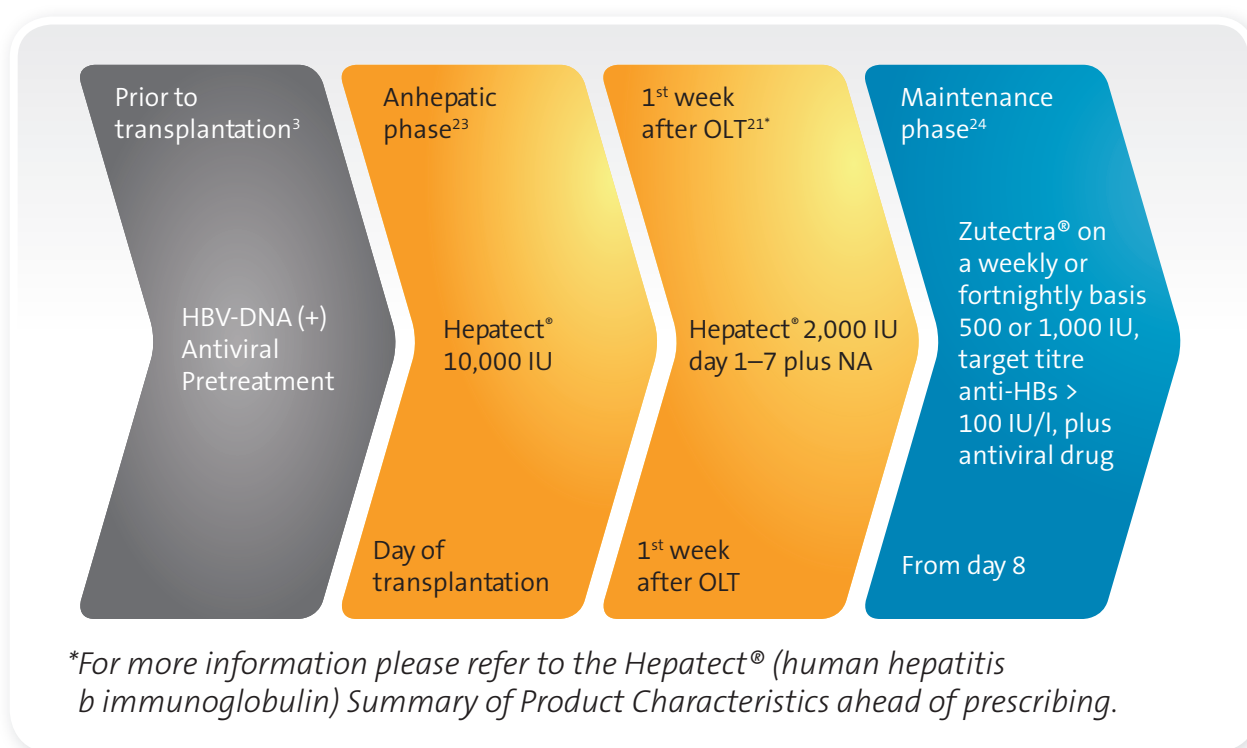 Prior to
transplantation³
HBV-DNA (+)
Antiviral
Pretreatment
Anhepatic
phase²³
Hepatect®
10,000 IU
Day of
transplantation
1st week
after OLT²¹*
Hepatect® 2,000 IU
day 1–7 plus NA
1st week
after OLT
Maintenance
phase²⁴
Zutectra® on
a weekly or
fortnightly basis
500 or 1,000 IU,
target titre
anti-HBs >
100 IU/l, plus
antiviral drug
From day 8
*For more information please refer to the Hepatect® (human hepatitis
b immunoglobulin) Summary of Product Characteristics ahead of prescribing.